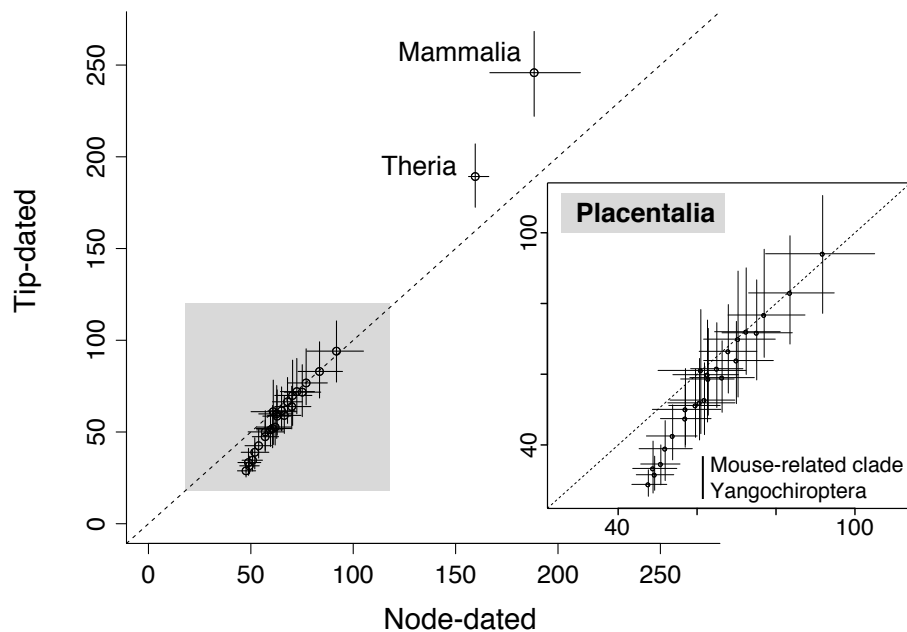 Mammalia
Theria
Placentalia
Mouse-related clade
Yangochiroptera
Tip-dated
Node-dated
0
50
100
150
200
250
0
50
100
150
200
250
40
100
40
100